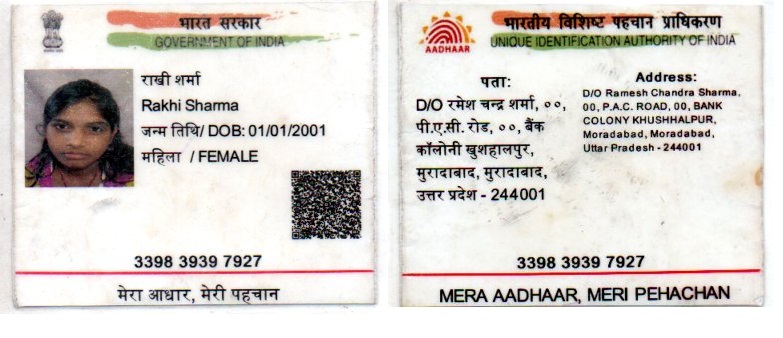 भारत सरकार
GOVERNMENT OF INDIA
राखी शर्मा
Rakhi Sharma
जन्म तिथि/ DOB: 01/01/2001
महिला / FEMALE
3398 3939 7927
मेरा आधार, मेरी पहचान
AADHAAR
भारतीय विशिष्ट पहचान प्राधिकरण
UNIQUE IDENTIFICATION AUTHORITY OF INDIA
पता:
D/O रमेश चन्द्र शर्मा, ००,
पी.ए.सी. रोड, ००, बैंक
कॉलोनी खुशहालपुर,
मुरादाबाद, मुरादाबाद,
उत्तर प्रदेश - 244001
Address:
D/O Ramesh Chandra Sharma,
00, P.A.C. ROAD, 00, BANK
COLONY KHUSHHALPUR,
Moradabad, Moradabad,
Uttar Pradesh - 244001
3398 3939 7927
MERA AADHAAR, MERI PEHACHAN